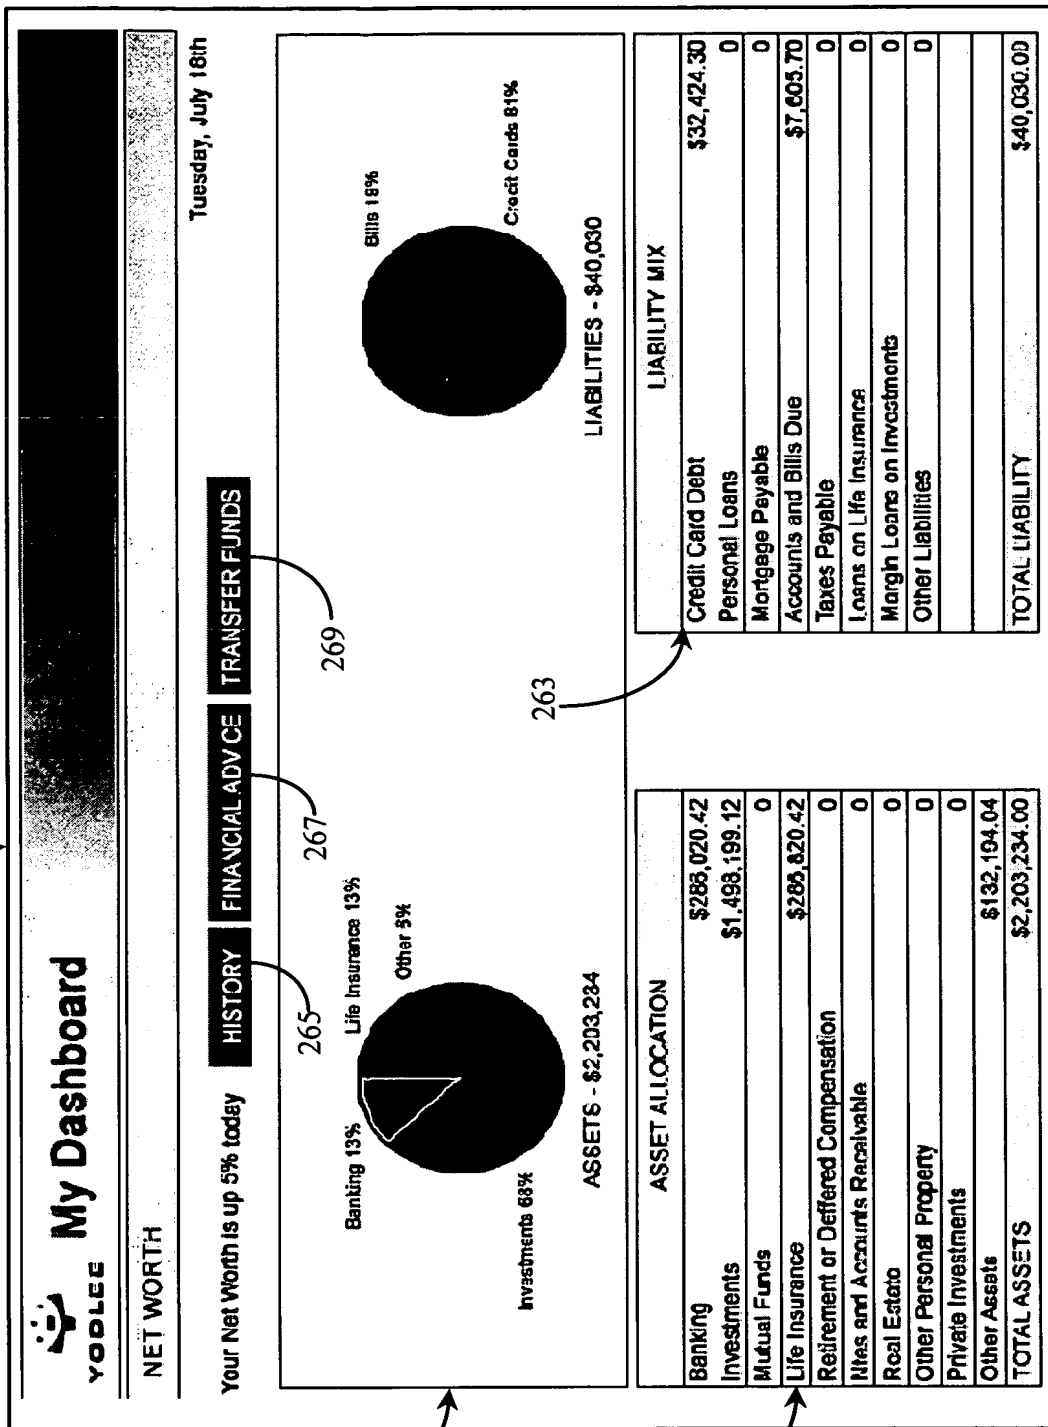 YODLEE My Dashboard
NET WORTH
Tuesday, July 18th
Your Net Worth is up 5% today
HISTORY
FINANCIAL ADV CE
TRANSFER FUNDS
265
267
269
Banking 13%
Life Insurance 13%
Other 6%
Investments 68%
ASSETS - $2,203,234
Bills 19%
Credit Cards 81%
LIABILITIES - $40,030
263
ASSET ALLOCATION
Banking $286,020.42
Investments $1,498,199.12
Mutual Funds 0
Life Insurance $286,820.42
Retirement or Deffered Compensation 0
Ntes and Accounts Receivable 0
Real Estate 0
Other Personal Property 0
Private Investments 0
Other Assets $132,194.04
TOTAL ASSETS $2,203,234.00
LIABILITY MIX
Credit Card Debt $32,424.30
Personal Loans 0
Mortgage Payable 0
Accounts and Bills Due $7,605.70
Taxes Payable 0
Loans on Life Insurance 0
Margin Loans on Investments 0
Other Liabilities 0
TOTAL LIABILITY $40,030.00